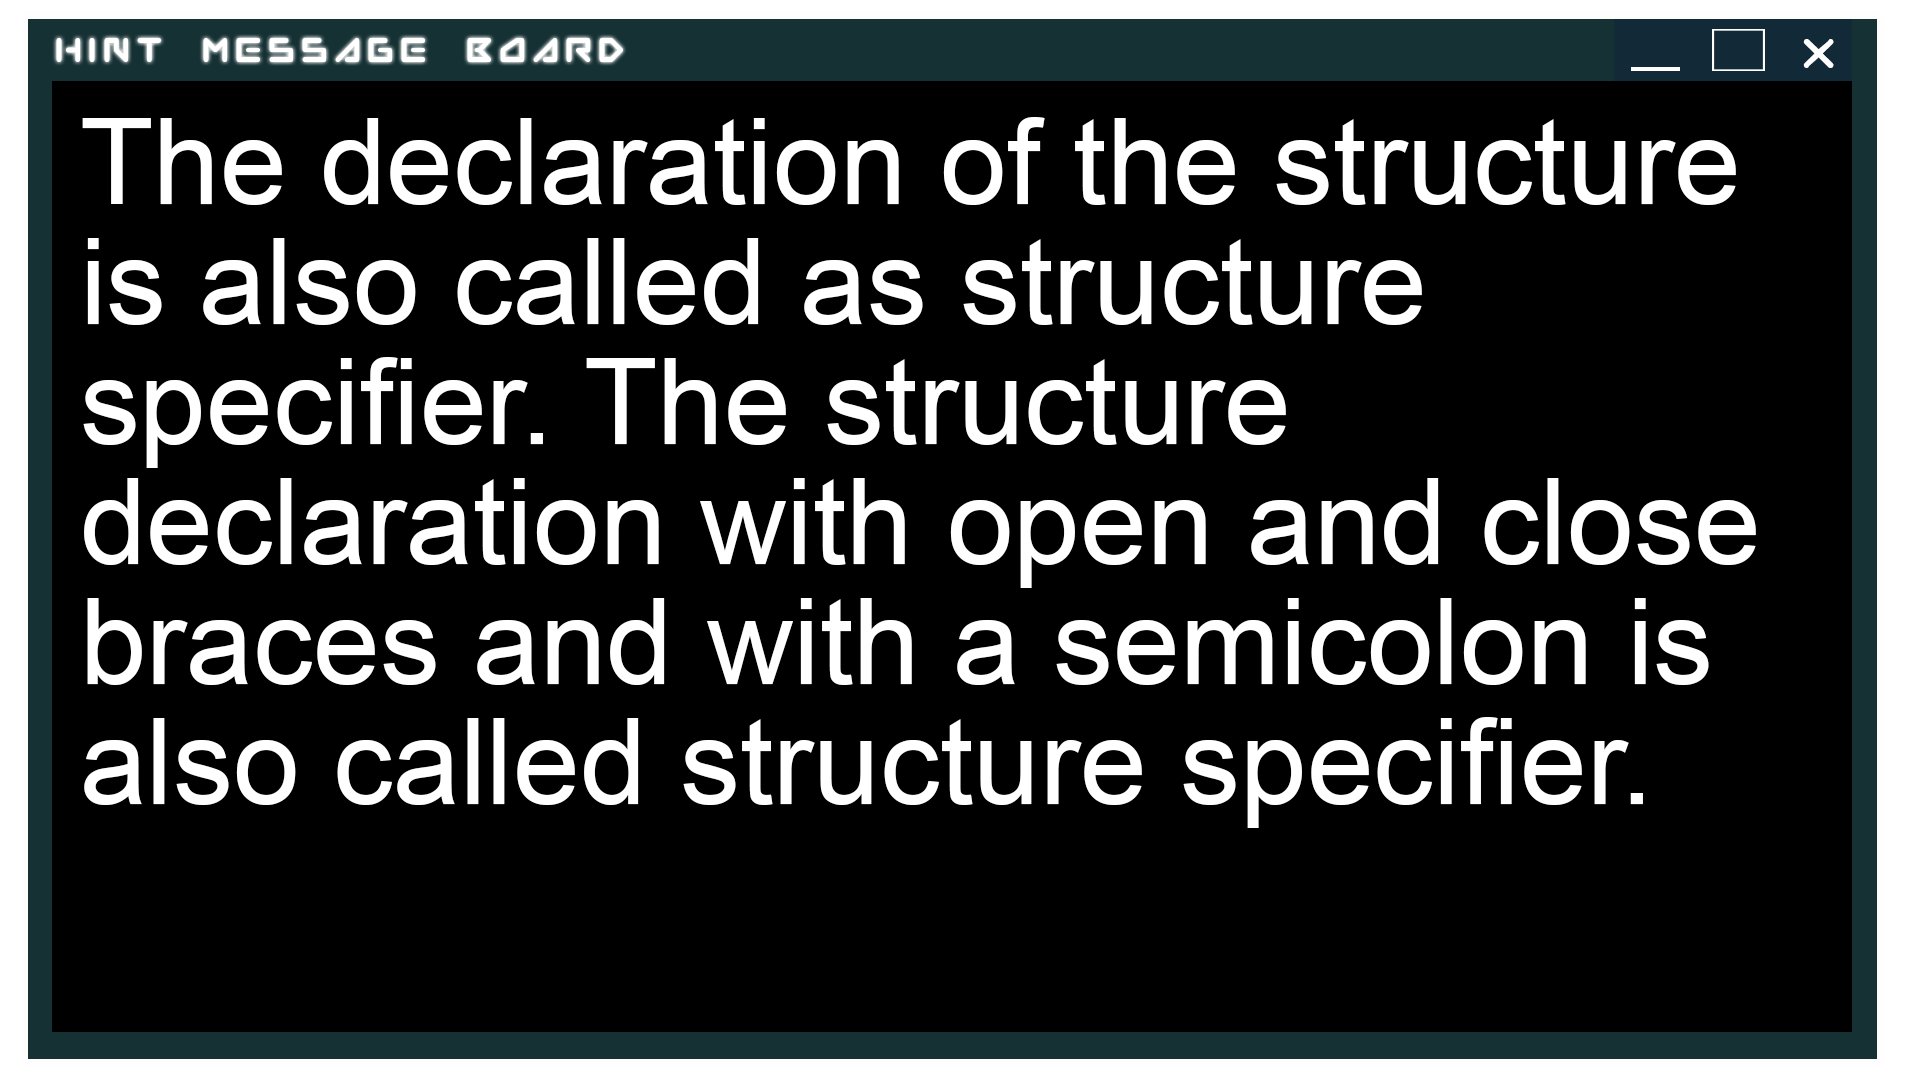 HINT MESSAGE BOARD
The declaration of the structure
is also called as structure
specifier. The structure
declaration with open and close
braces and with a semicolon is
also called structure specifier.